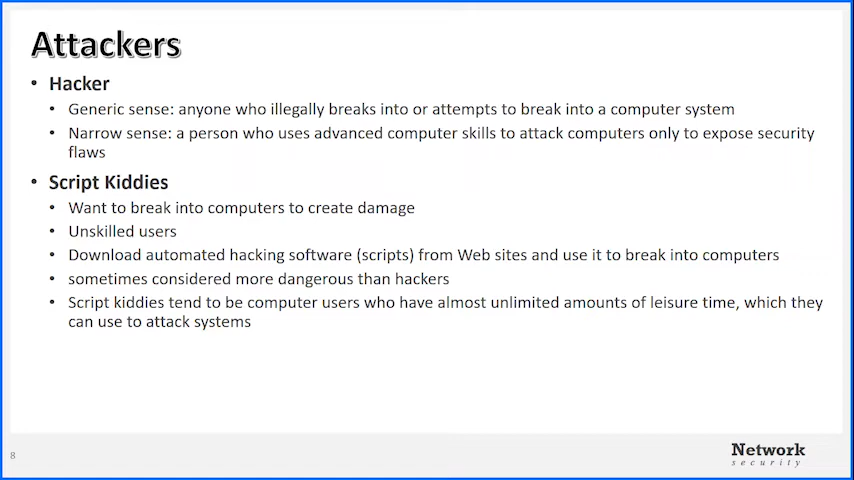 Attackers
• Hacker
• Generic sense: anyone who illegally breaks into or attempts to break into a computer system
• Narrow sense: a person who uses advanced computer skills to attack computers only to expose security
flaws
• Script Kiddies
• Want to break into computers to create damage
• Unskilled users
• Download automated hacking software (scripts) from Web sites and use it to break into computers
• sometimes considered more dangerous than hackers
• Script kiddies tend to be computer users who have almost unlimited amounts of leisure time, which they
can use to attack systems
8
Network
security